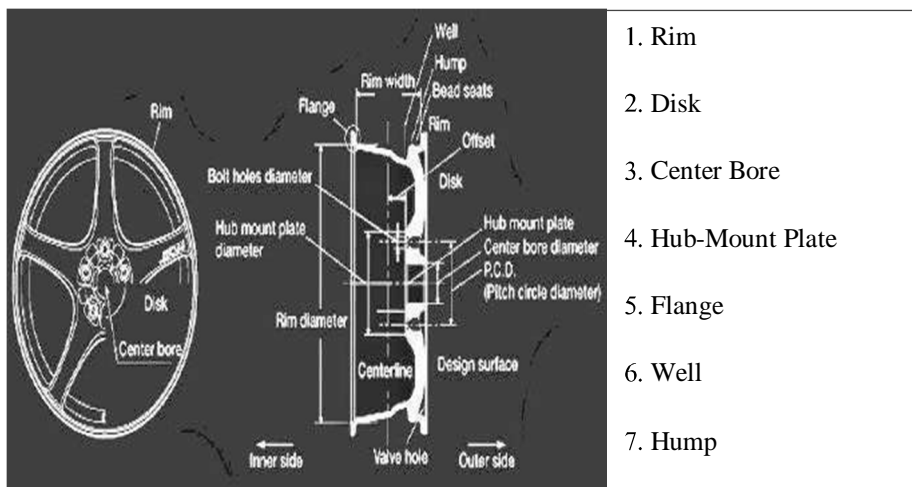 Rim
Disk
Center bore
Well
Hump
Rim width
Bead seats
Flange
Rim
Offset
Bolt holes diameter
Disk
Hub mount plate
diameter
Hub mount plate
Center bore diameter
P.C.D.
(Pitch circle diameter)
Rim diameter
Centerline
Design surface
Valve hole
Inner side
Outer side
1. Rim
2. Disk
3. Center Bore
4. Hub-Mount Plate
5. Flange
6. Well
7. Hump